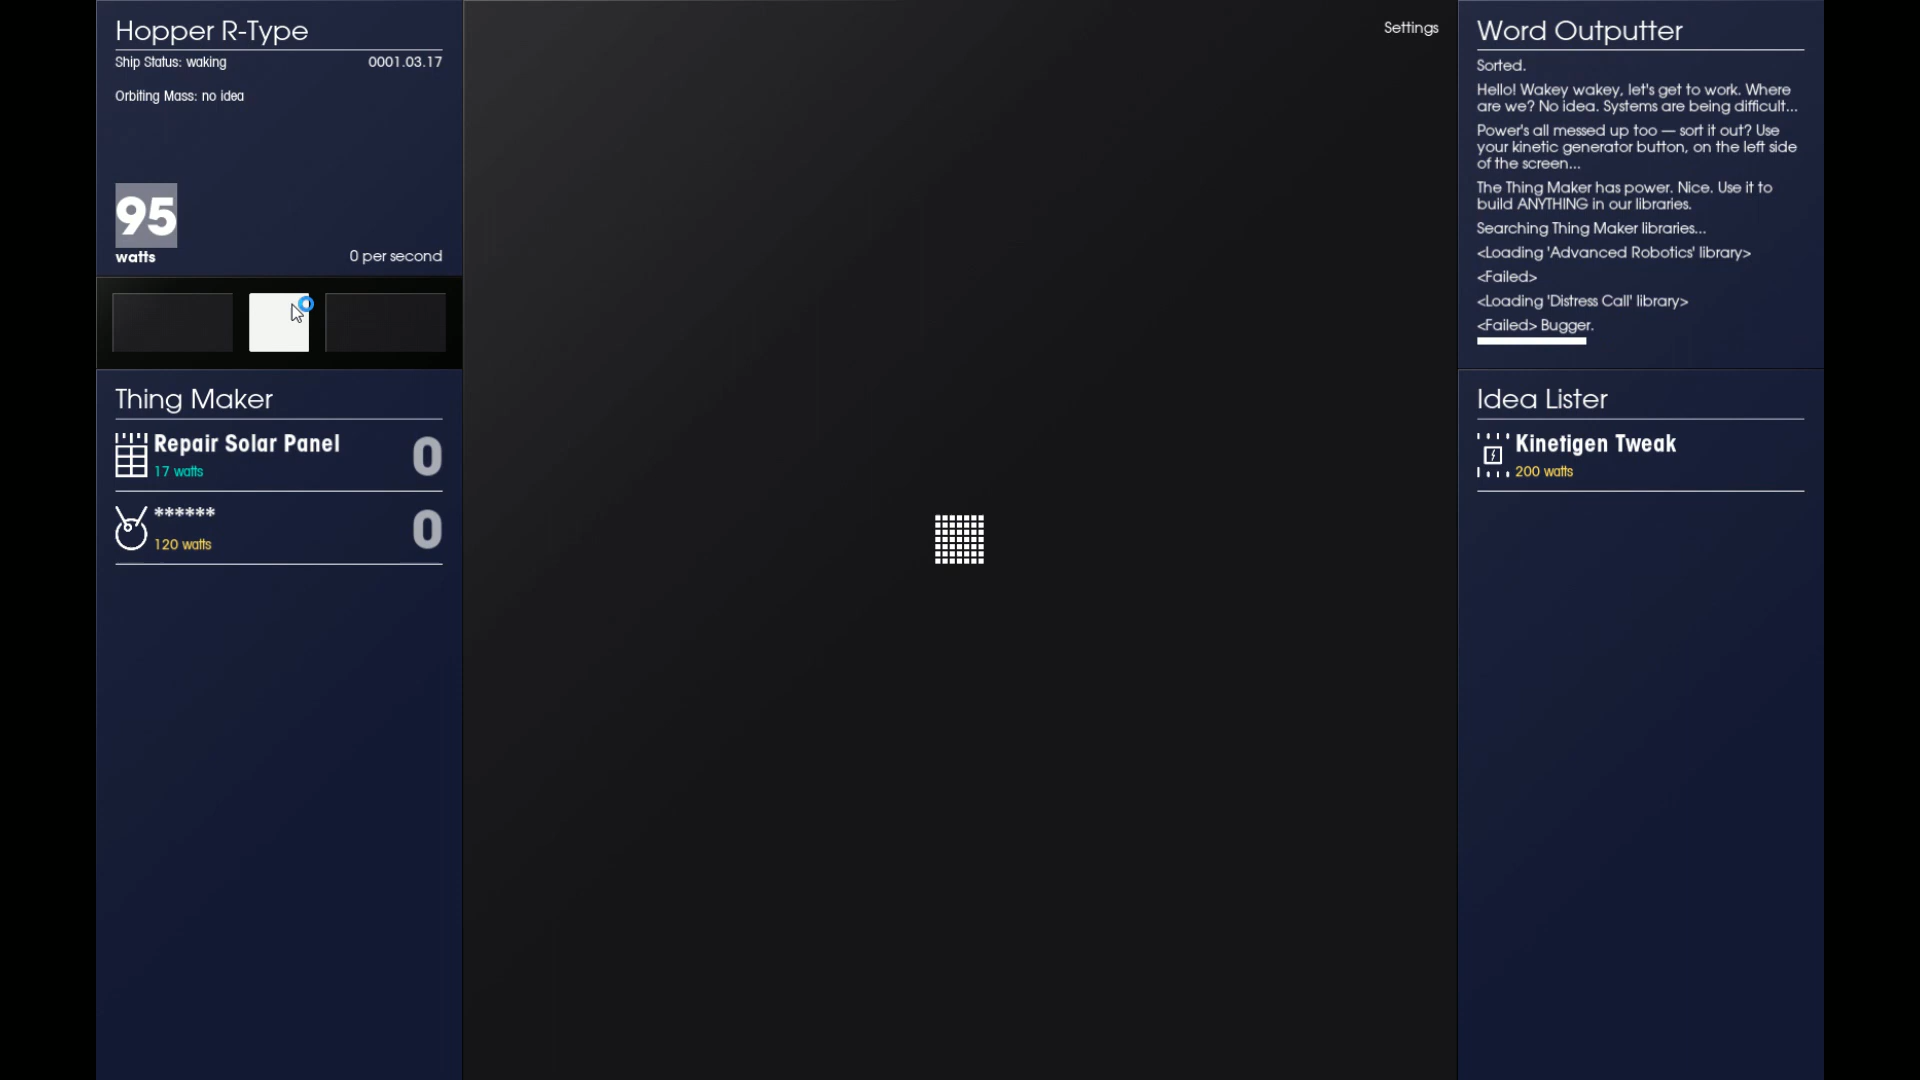 Hopper R-Type
Ship Status: waking
0001.03.17
Orbiting Mass: no idea
95
watts
0 per second
Thing Maker
Repair Solar Panel
17 watts
0
******
120 watts
0
Settings
Word Outputter
Sorted.
Hello! Wakey wakey, let's get to work. Where
are we? No idea. Systems are being difficult...
Power's all messed up too — sort it out? Use
your kinetic generator button, on the left side
of the screen...
The Thing Maker has power. Nice. Use it to
build ANYTHING in our libraries.
Searching Thing Maker libraries...
<Loading 'Advanced Robotics' library>
<Failed>
<Loading 'Distress Call' library>
<Failed> Bugger.
Idea Lister
Kinetigen Tweak
200 watts